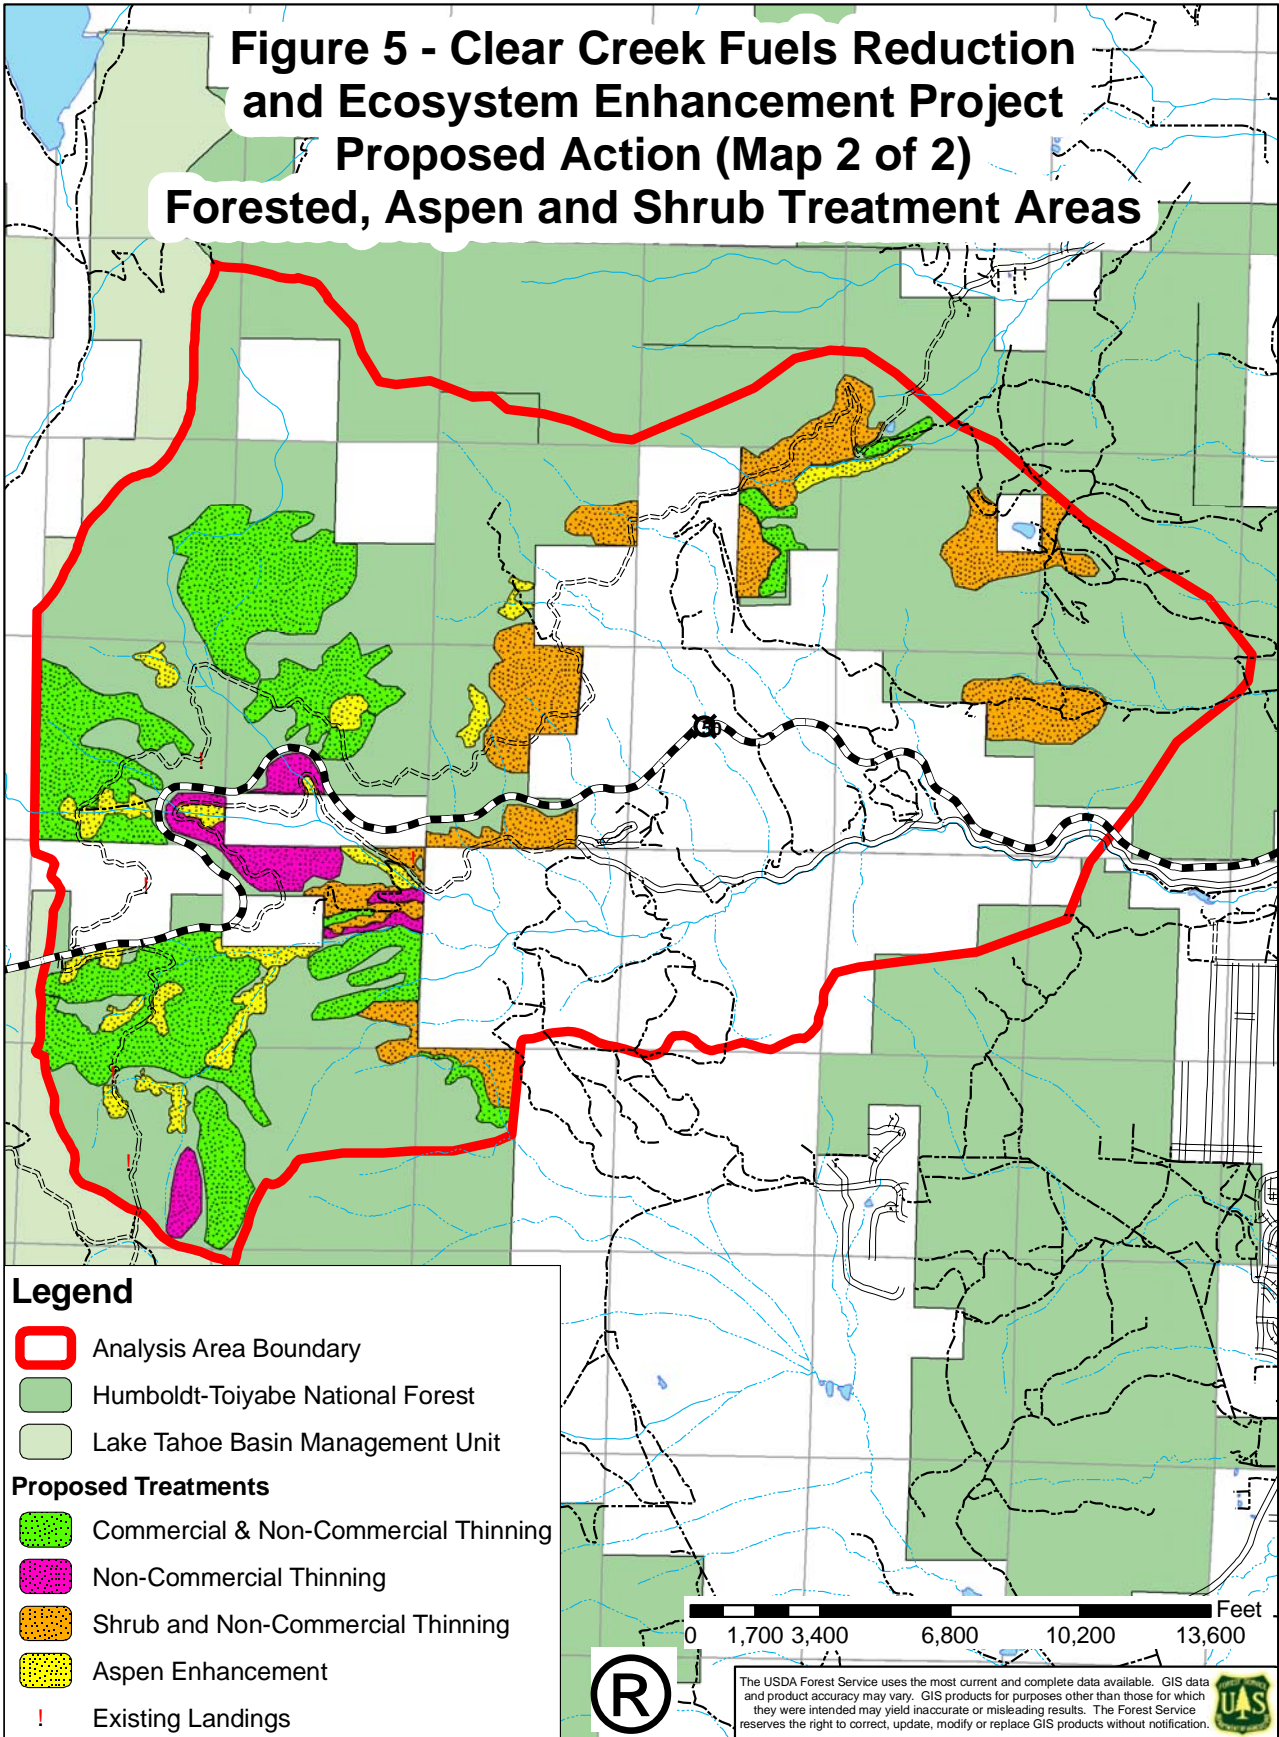 Figure 5 - Clear Creek Fuels Reduction
and Ecosystem Enhancement Project
Proposed Action (Map 2 of 2)
Forested, Aspen and Shrub Treatment Areas
50
Legend
Analysis Area Boundary
Humboldt-Toiyabe National Forest
Lake Tahoe Basin Management Unit
Proposed Treatments
Commercial & Non-Commercial Thinning
Non-Commercial Thinning
Shrub and Non-Commercial Thinning
Aspen Enhancement
! Existing Landings
Feet
0 1,700 3,400 6,800 10,200 13,600
®
The USDA Forest Service uses the most current and complete data available. GIS data
and product accuracy may vary. GIS products for purposes other than those for which
they were intended may yield inaccurate or misleading results. The Forest Service
reserves the right to correct, update, modify or replace GIS products without notification.
FOREST SERVICE
UAS
DEPARTMENT OF AGRICULTURE